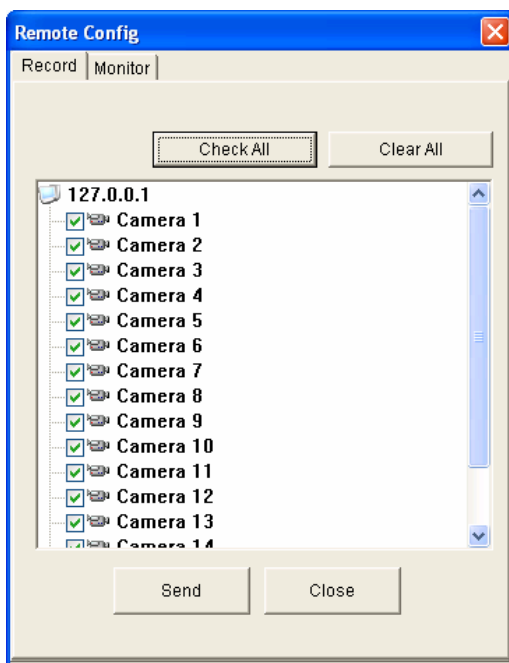 Remote Config
Record Monitor
Check All Clear All
127.0.0.1
Camera 1
Camera 2
Camera 3
Camera 4
Camera 5
Camera 6
Camera 7
Camera 8
Camera 9
Camera 10
Camera 11
Camera 12
Camera 13
Camera 14
Send Close